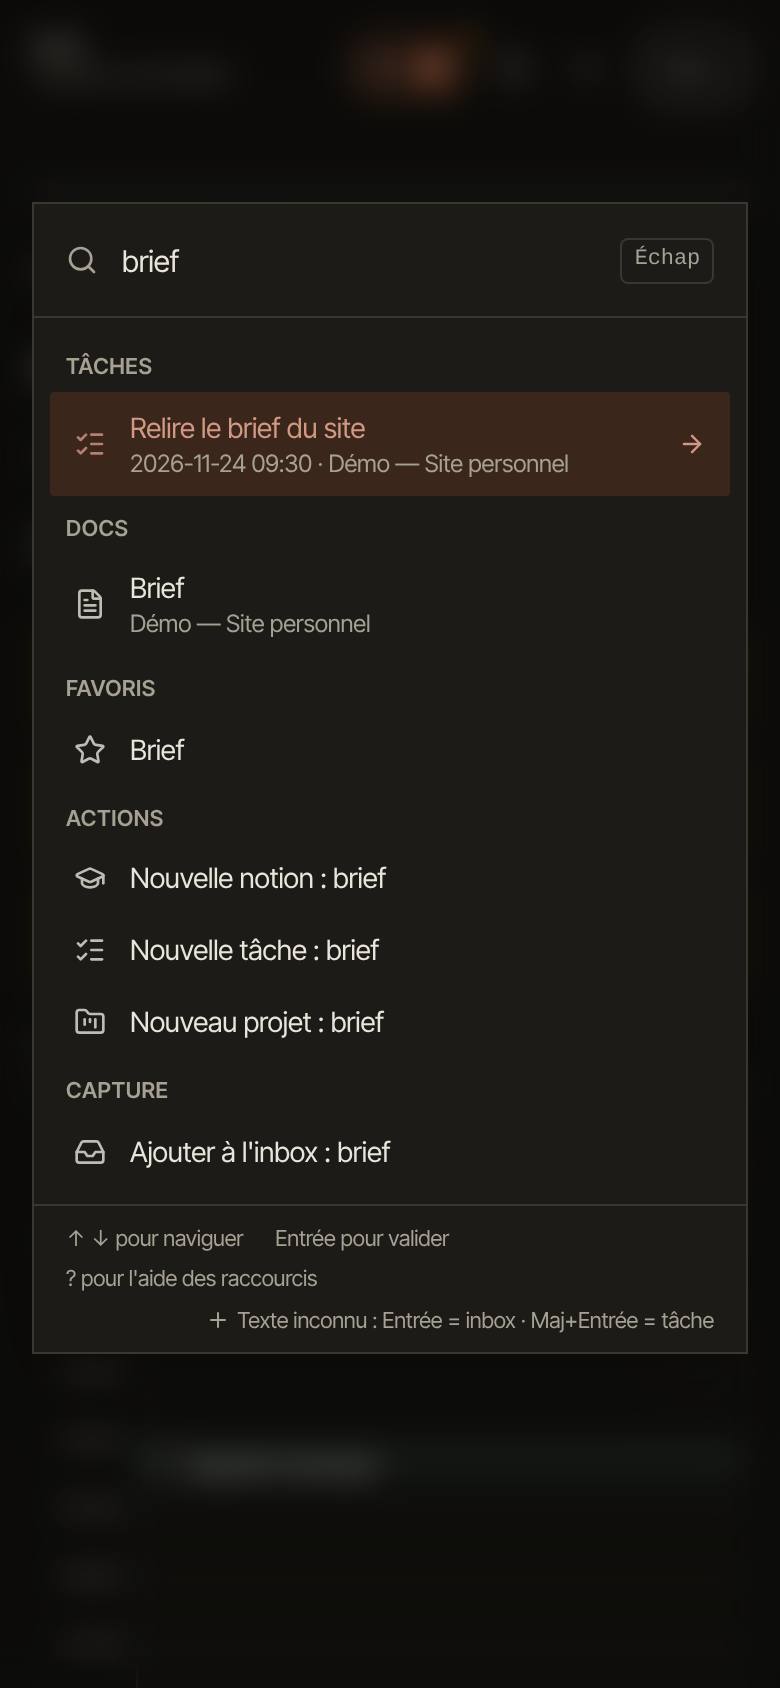 brief
Échap
TÂCHES
Relire le brief du site
2026-11-24 09:30 · Démo — Site personnel
DOCS
Brief
Démo — Site personnel
FAVORIS
Brief
ACTIONS
Nouvelle notion : brief
Nouvelle tâche : brief
Nouveau projet : brief
CAPTURE
Ajouter à l'inbox : brief
↑ ↓ pour naviguer Entrée pour valider
? pour l'aide des raccourcis
+ Texte inconnu : Entrée = inbox · Maj+Entrée = tâche